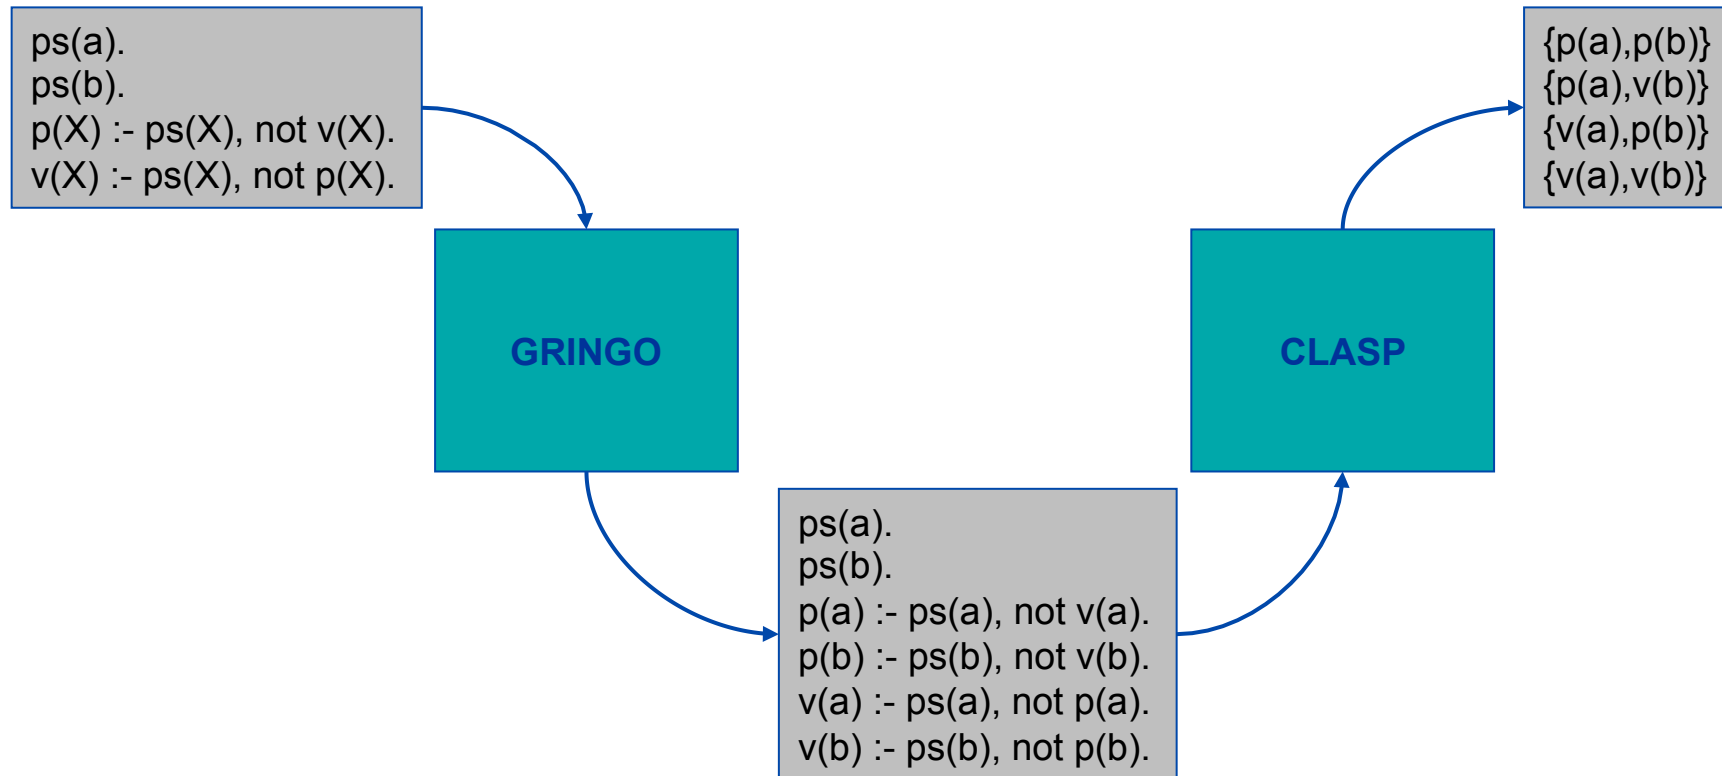 ps(a).
ps(b).
p(X) :- ps(X), not v(X).
v(X) :- ps(X), not p(X).
GRINGO
ps(a).
ps(b).
p(a) :- ps(a), not v(a).
p(b) :- ps(b), not v(b).
v(a) :- ps(a), not p(a).
v(b) :- ps(b), not p(b).
CLASP
{p(a),p(b)}
{p(a),v(b)}
{v(a),p(b)}
{v(a),v(b)}